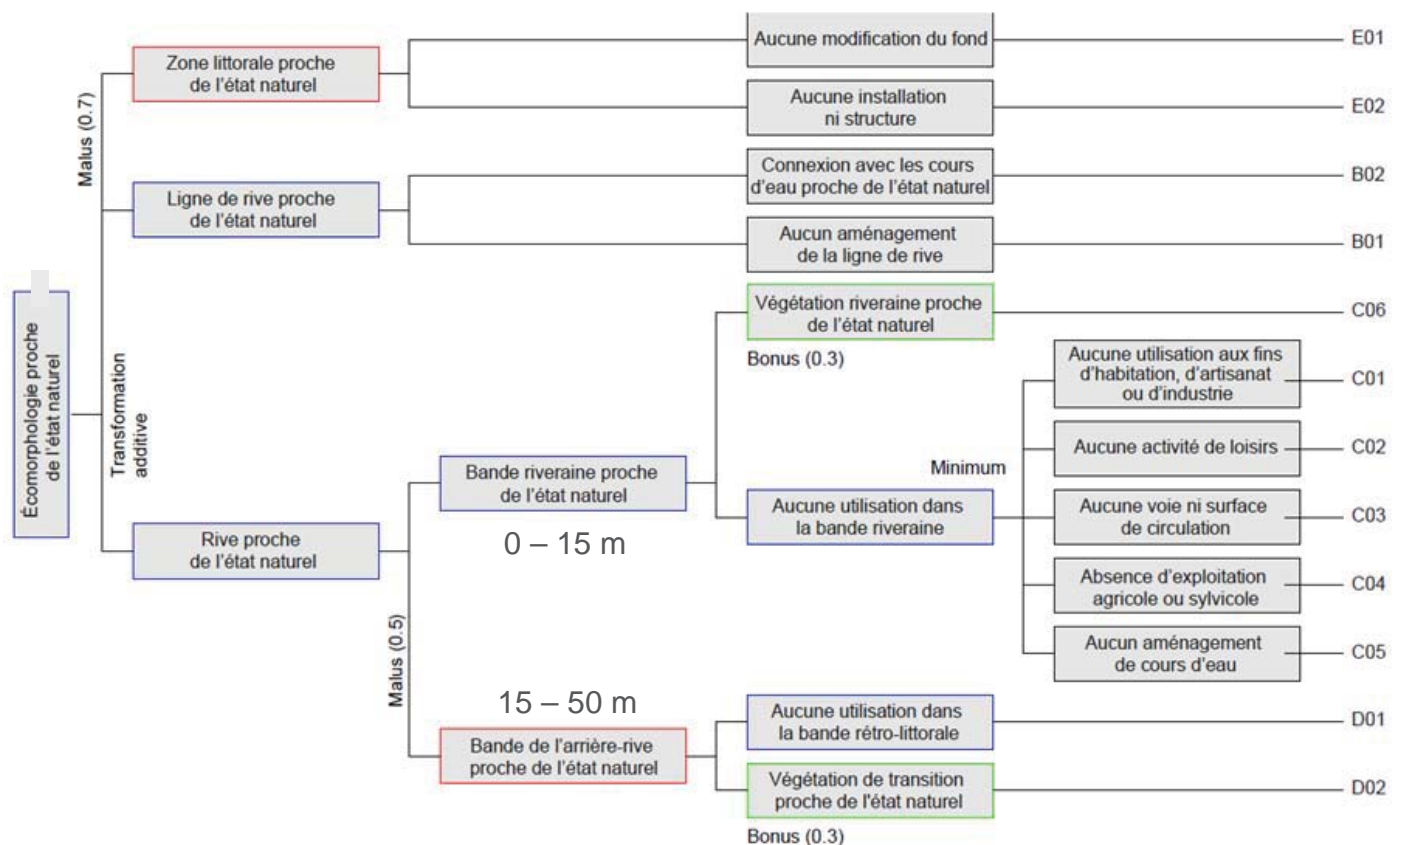 Aucune modification du fond
E01
Zone littorale proche
de l'état naturel
Malus (0.7)
Aucune installation
ni structure
E02
Connexion avec les cours
d'eau proche de l'état naturel
B02
Ligne de rive proche
de l'état naturel
Aucun aménagement
de la ligne de rive
B01
Végétation riveraine proche
de l'état naturel
C06
Bonus (0.3)
Écomorphologie proche
de l'état naturel
Transformation
additive
Aucune utilisation aux fins
d'habitation, d'artisanat
ou d'industrie
C01
Aucune activité de loisirs
C02
Minimum
Bande riveraine proche
de l'état naturel
0 – 15 m
Aucune utilisation dans
la bande riveraine
Aucune voie ni surface
de circulation
C03
Rive proche
de l'état naturel
Absence d'exploitation
agricole ou sylvicole
C04
Malus (0.5)
Aucun aménagement
de cours d'eau
C05
15 – 50 m
Bande de l'arrière-rive
proche de l'état naturel
Aucune utilisation dans
la bande rétro-littorale
D01
Végétation de transition
proche de l'état naturel
D02
Bonus (0.3)